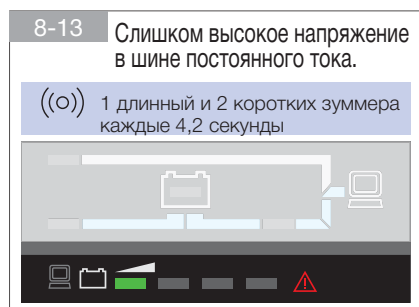 8-13
Слишком высокое напряжение
в шине постоянного тока.
1 длинный и 2 коротких зуммера
каждые 4,2 секунды